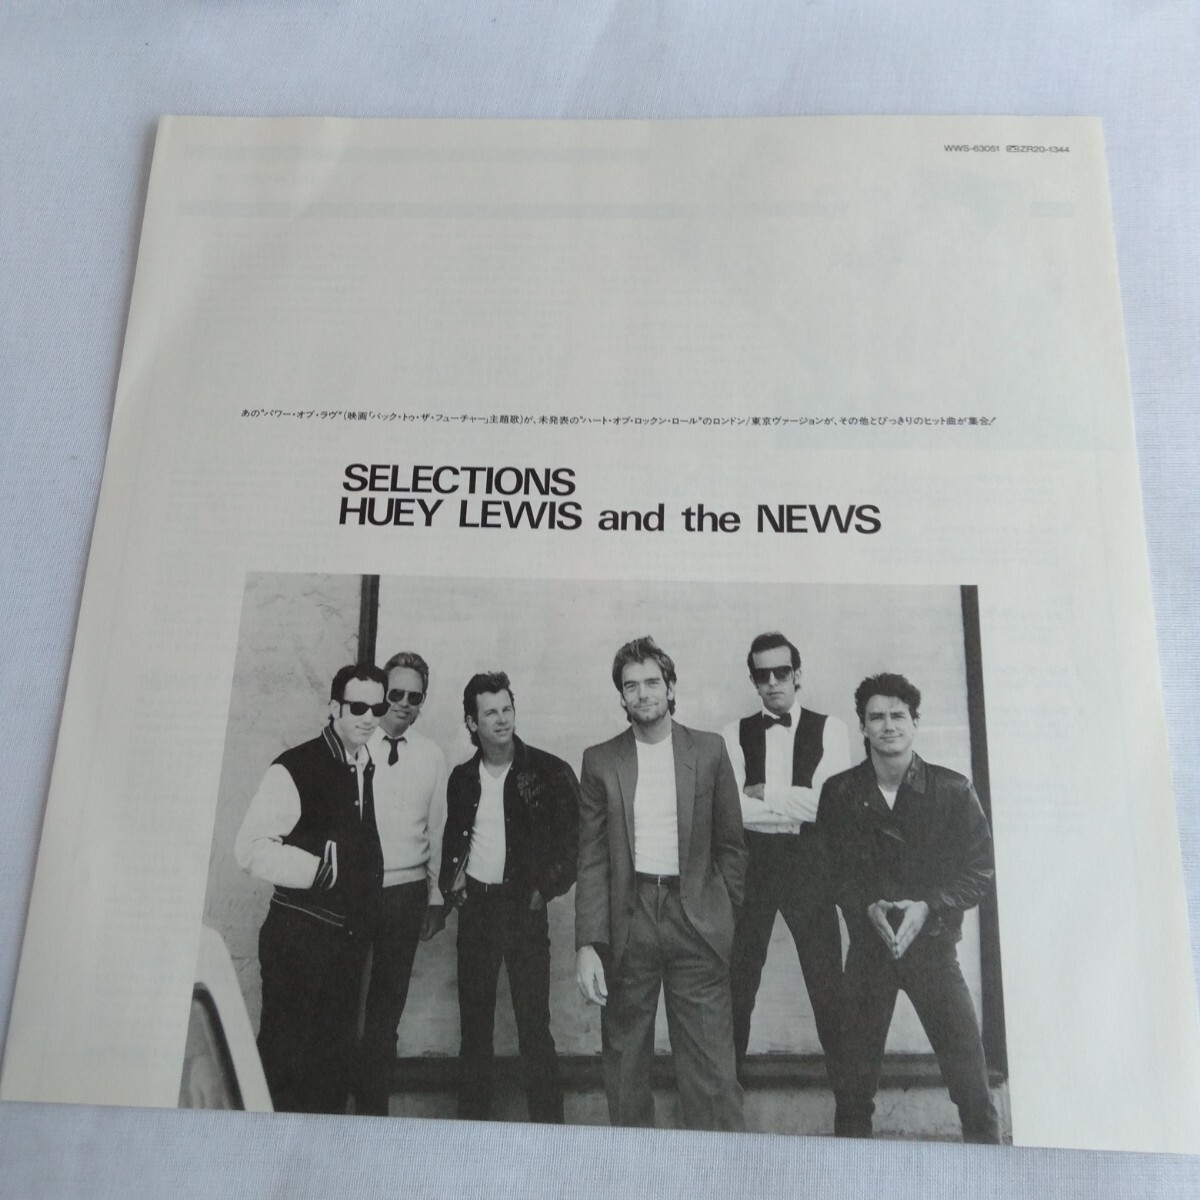 WWS-63051 ZR20-1344
あの"パワー・オブ・ラヴ"(映画「バック・トゥ・ザ・フューチャー」主題歌)が、未発表の"ハート・オブ・ロックン・ロール"のロンドン/東京ヴァージョンが、その他とびっきりのヒット曲が集合!
SELECTIONS
HUEY LEWIS and the NEWS